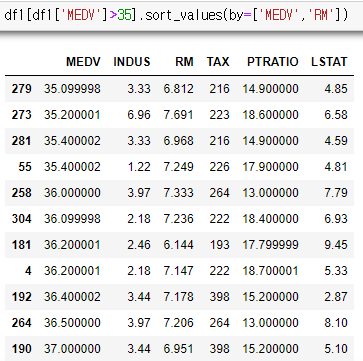 df1[df1['MEDV']>35].sort_values(by=['MEDV','RM'])
MEDV INDUS RM TAX PTRATIO LSTAT
279 35.099998 3.33 6.812 216 14.900000 4.85
273 35.200001 6.96 7.691 223 18.600000 6.58
281 35.400002 3.33 6.968 216 14.900000 4.59
55 35.400002 1.22 7.249 226 17.900000 4.81
258 36.000000 3.97 7.333 264 13.000000 7.79
304 36.099998 2.18 7.236 222 18.400000 6.93
181 36.200001 2.46 6.144 193 17.799999 9.45
4 36.200001 2.18 7.147 222 18.700001 5.33
192 36.400002 3.44 7.178 398 15.200000 2.87
264 36.500000 3.97 7.206 264 13.000000 8.10
190 37.000000 3.44 6.951 398 15.200000 5.10